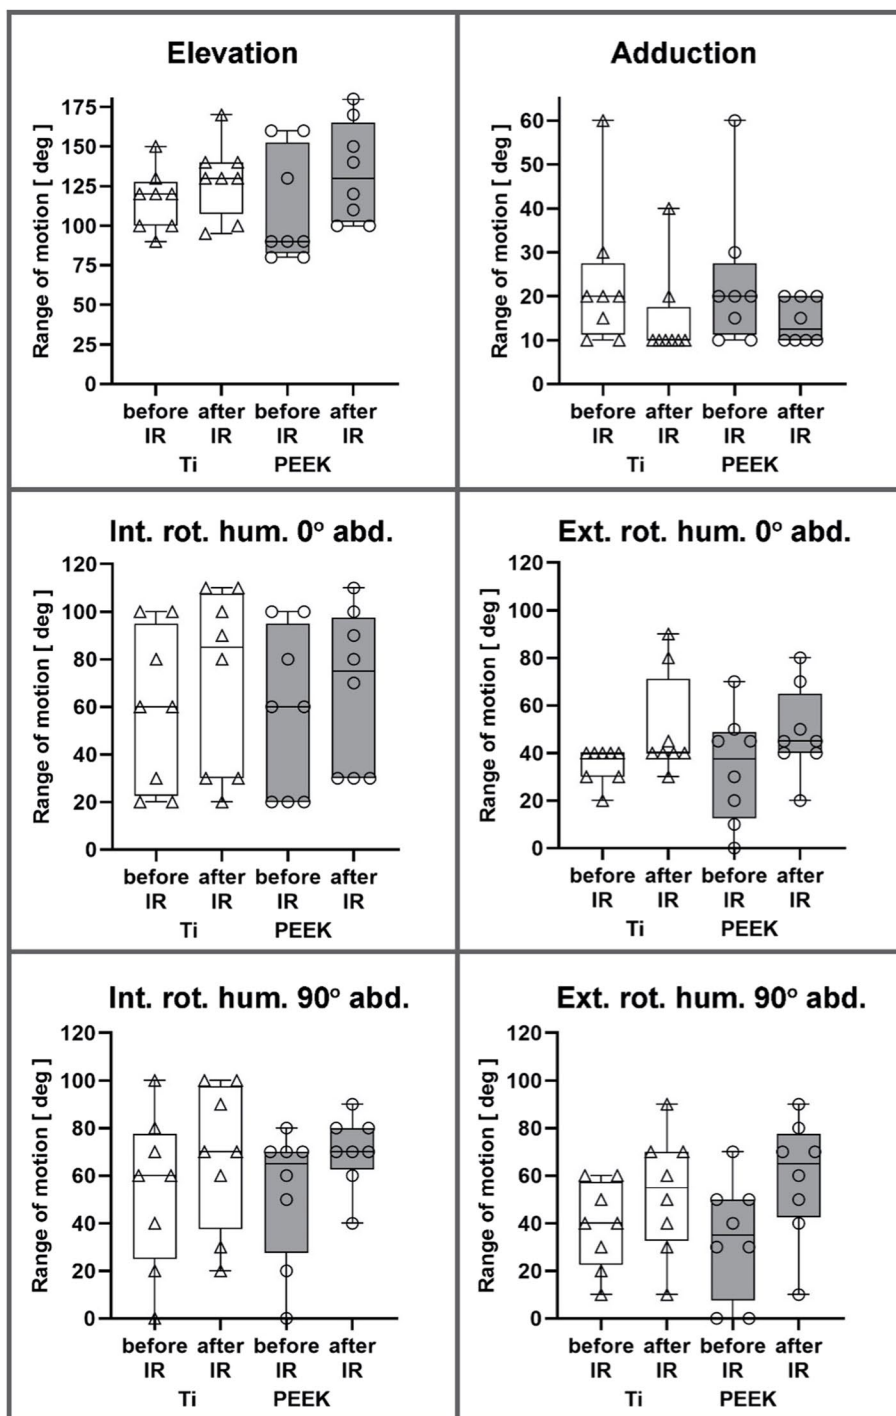 Elevation
Range of motion [ deg ]
175
150
125
100
75
50
25
0
before after before after
IR IR IR IR
Ti PEEK
Adduction
Range of motion [ deg ]
60
50
40
30
20
10
0
before after before after
IR IR IR IR
Ti PEEK
Int. rot. hum. 0º abd.
Range of motion [ deg ]
120
100
80
60
40
20
0
before after before after
IR IR IR IR
Ti PEEK
Ext. rot. hum. 0º abd.
Range of motion [ deg ]
120
100
80
60
40
20
0
before after before after
IR IR IR IR
Ti PEEK
Int. rot. hum. 90º abd.
Range of motion [ deg ]
120
100
80
60
40
20
0
before after before after
IR IR IR IR
Ti PEEK
Ext. rot. hum. 90º abd.
Range of motion [ deg ]
120
100
80
60
40
20
0
before after before after
IR IR IR IR
Ti PEEK